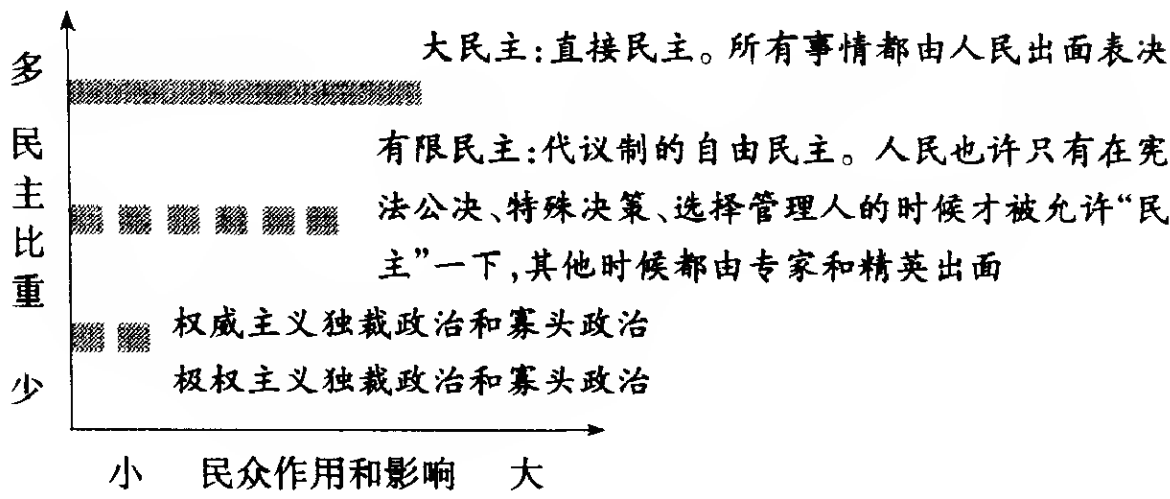 大民主:直接民主。所有事情都由人民出面表决
有限民主:代议制的自由民主。人民也许只有在宪
法公决、特殊决策、选择管理人的时候才被允许“民
主”一下,其他时候都由专家和精英出面
权威主义独裁政治和寡头政治
极权主义独裁政治和寡头政治
多 民主比重 少
小 民众作用和影响 大